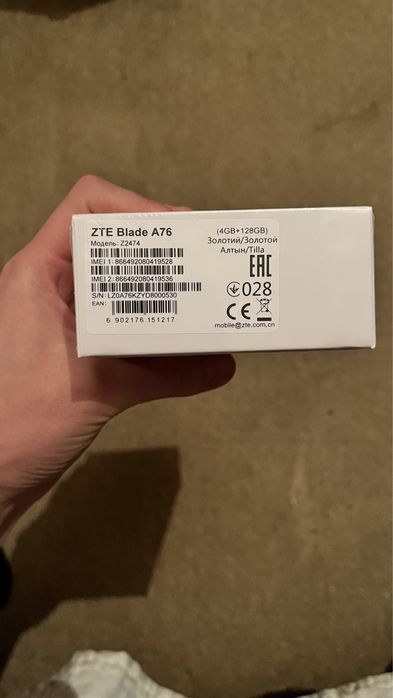 ZTE Blade A76
Модель: Z2474
IMEI 1: 866492080419528
IMEI 2: 866492080419536
S/N: LZ0A76KZYD8000530
EAN:
6 902176 151217
(4GB+128GB)
Золотий/Золотой
Алтын/Tilla
EAC
028
CE
mobile@zte.com.cn